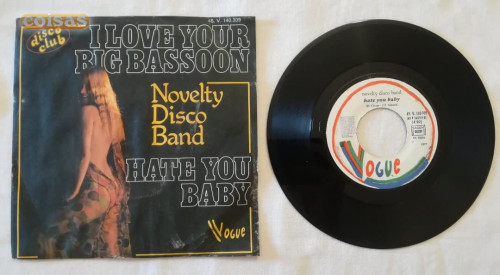 coisas
disco
club
45. V. 140.309
I LOVE YOUR
BIG BASSOON
Novelty
Disco
Band
HATE YOU
BABY
VOGUE
novelty disco band
hate you baby
VOGUE